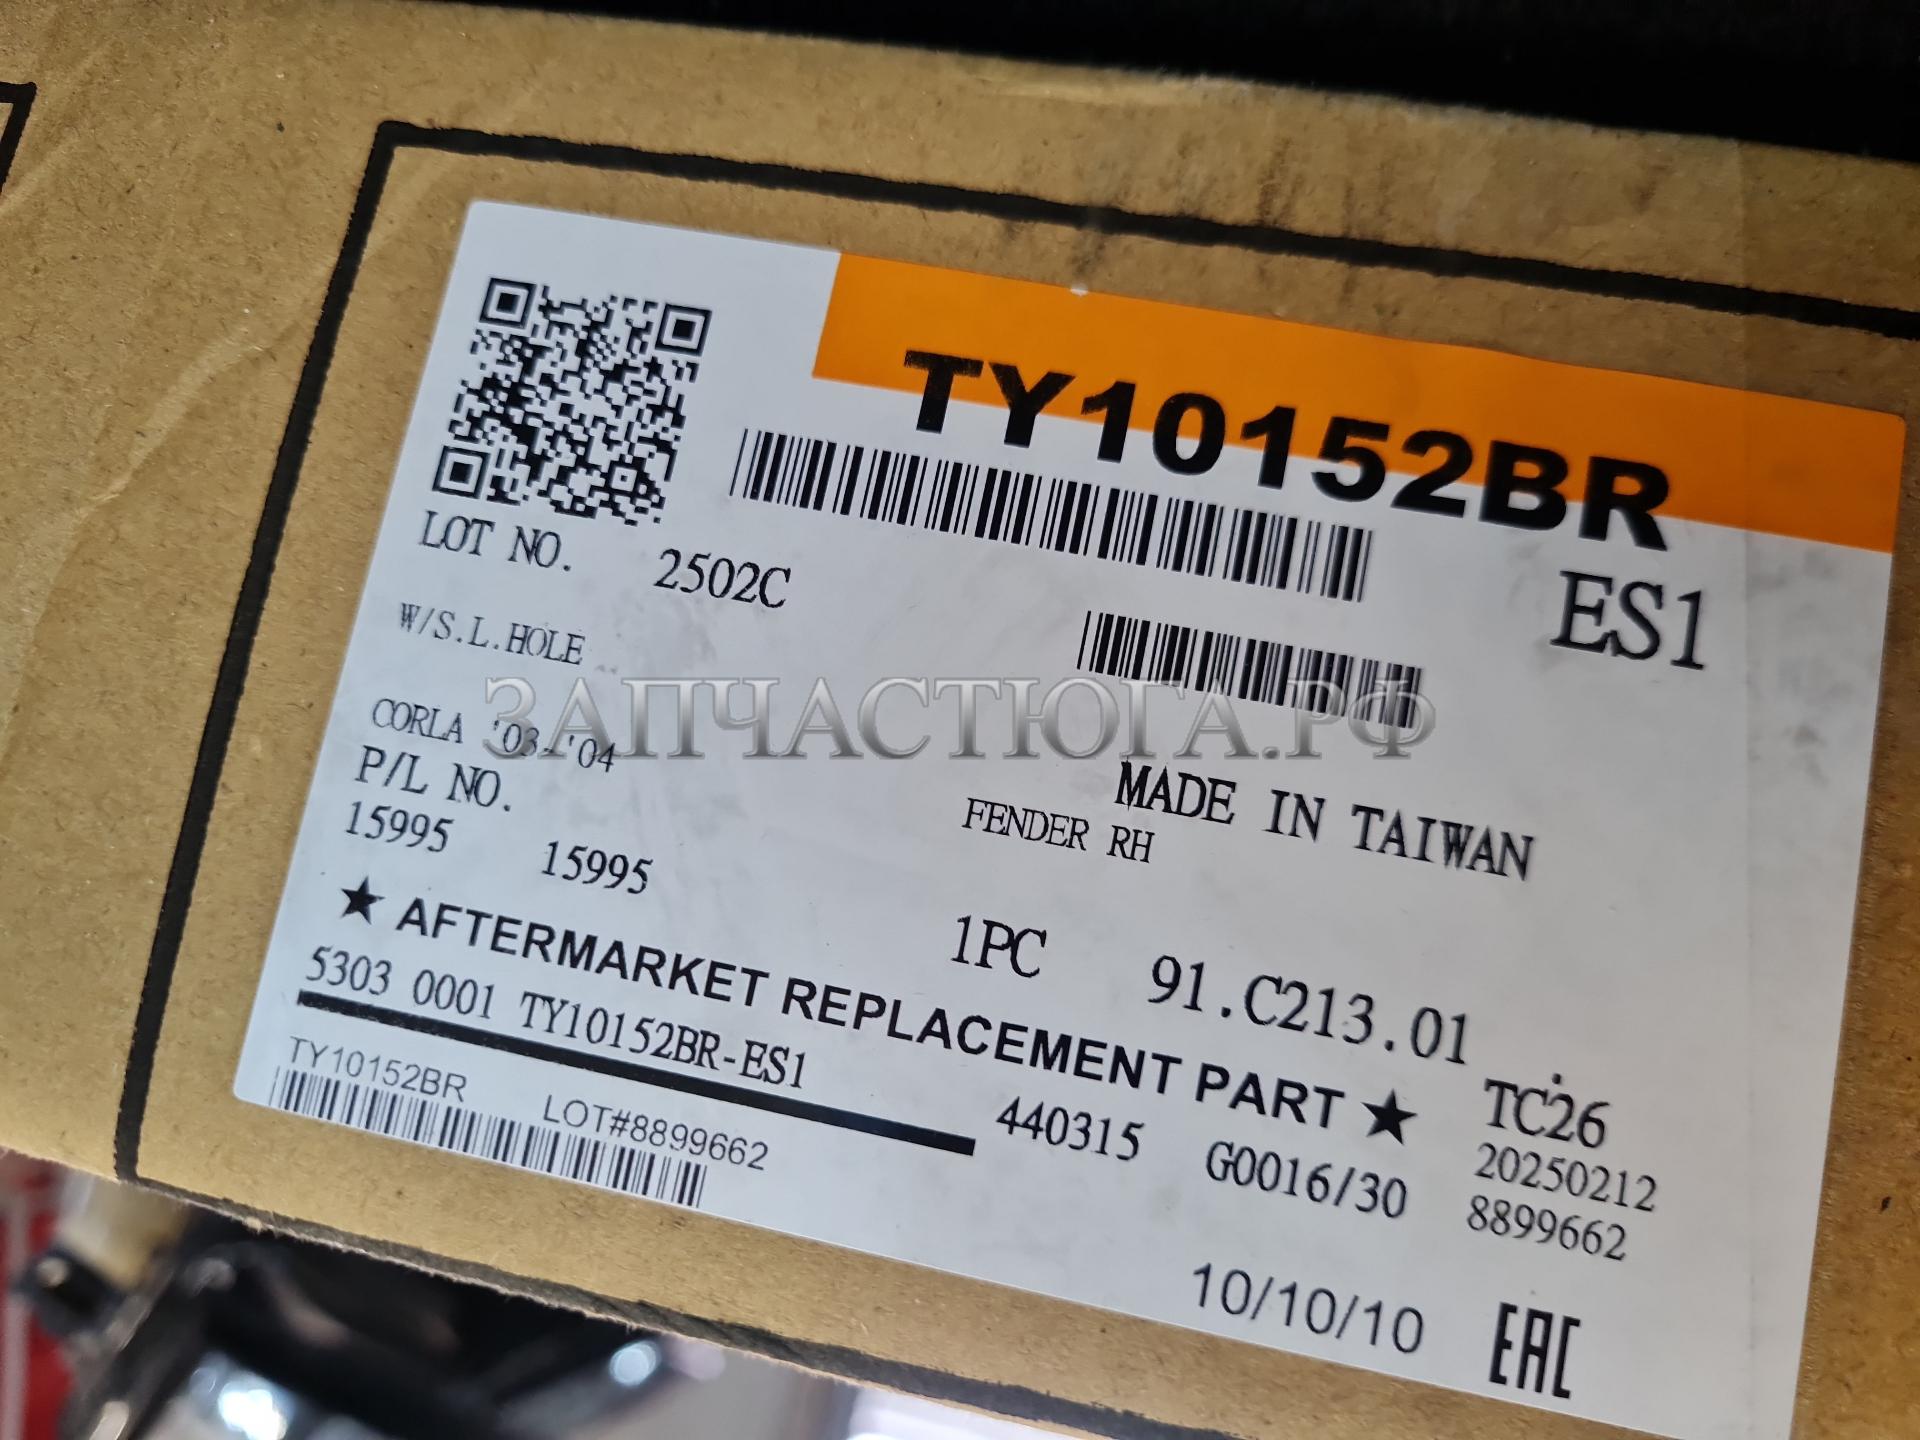 TY10152BR
ES1
LOT NO. 2502C
W/S.L.HOLE
ЗАПЧАСТЮГА.РФ
CORLA '03-'04
MADE IN TAIWAN
P/L NO.
FENDER RH
15995 15995
1PC 91.C213.01
★ AFTERMARKET REPLACEMENT PART ★
TC26
5303 0001 TY10152BR-ES1
440315 G0016/30 20250212
8899662
TY10152BR LOT#8899662
10/10/10 EAC